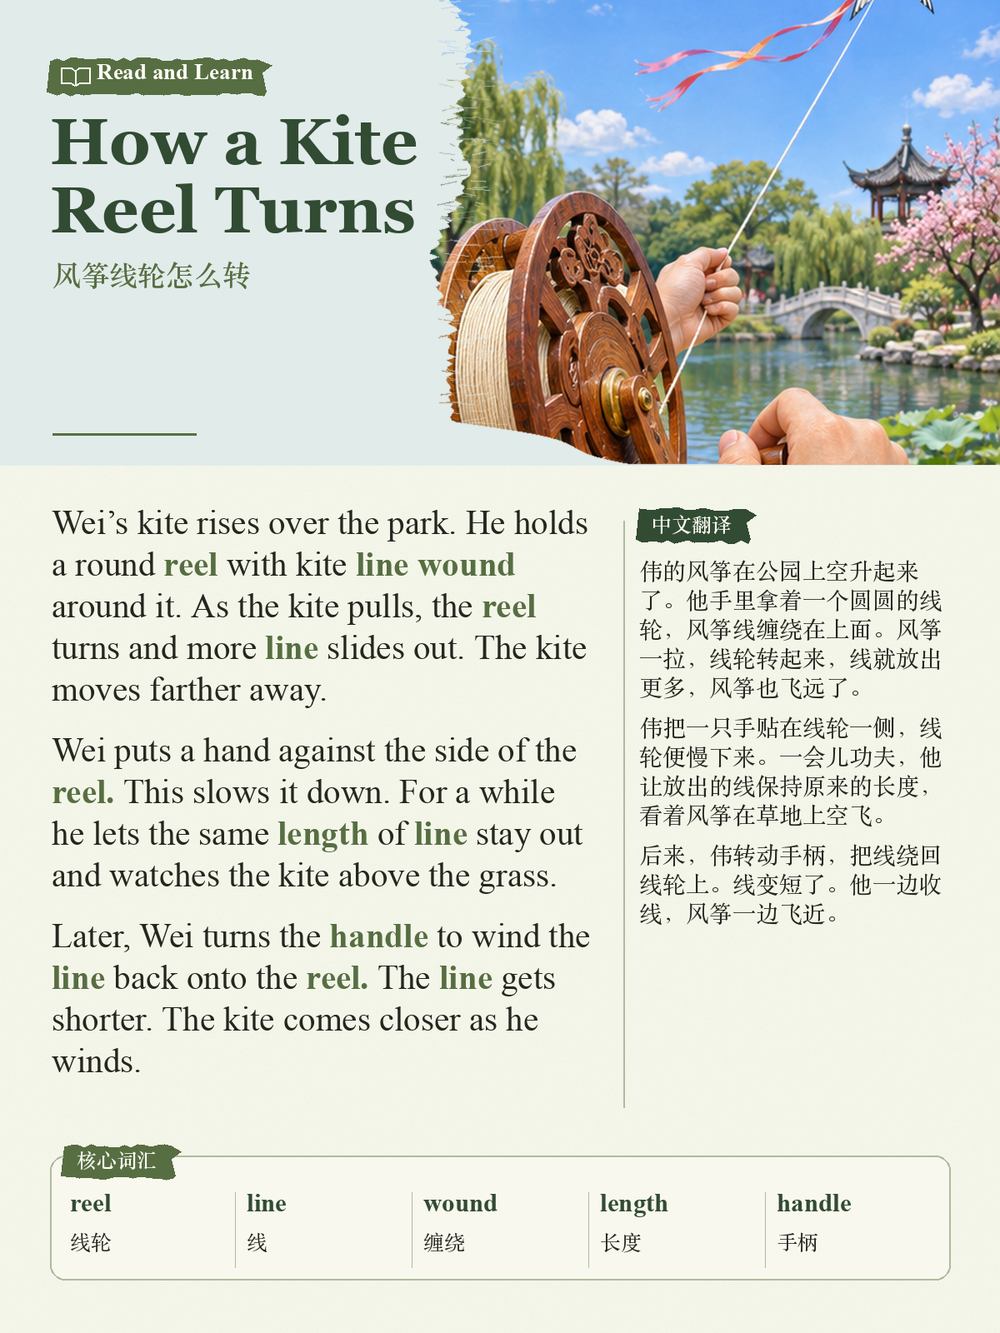 Read and Learn
How a Kite
Reel Turns
风筝线轮怎么转
Wei’s kite rises over the park. He holds
a round reel with kite line wound
around it. As the kite pulls, the reel
turns and more line slides out. The kite
moves farther away.
Wei puts a hand against the side of the
reel. This slows it down. For a while
he lets the same length of line stay out
and watches the kite above the grass.
Later, Wei turns the handle to wind the
line back onto the reel. The line gets
shorter. The kite comes closer as he
winds.
中文翻译
伟的风筝在公园上空升起来
了。他手里拿着一个圆圆的线
轮，风筝线缠绕在上面。风筝
一拉，线轮转起来，线就放出
更多，风筝也飞远了。
伟把一只手贴在线轮一侧，线
轮便慢下来。一会儿功夫，他
让放出的线保持原来的长度，
看着风筝在草地上空飞。
后来，伟转动手柄，把线绕回
线轮上。线变短了。他一边收
线，风筝一边飞近。
核心词汇
reel
线轮
line
线
wound
缠绕
length
长度
handle
手柄